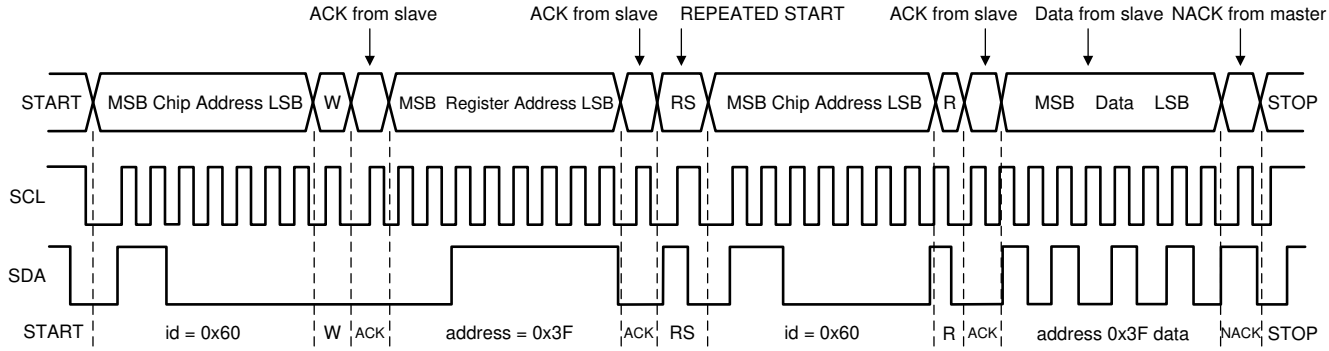 ACK from slave ACK from slave REPEATED START ACK from slave Data from slave NACK from master
START MSB Chip Address LSB W MSB Register Address LSB RS MSB Chip Address LSB R MSB Data LSB STOP
SCL
SDA
START id = 0x60 W ACK address = 0x3F ACK RS id = 0x60 R ACK address 0x3F data NACK STOP